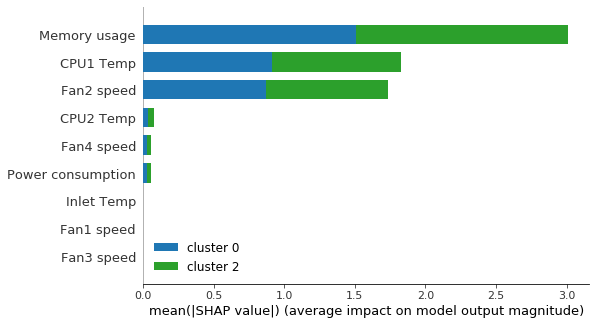 Memory usage
CPU1 Temp
Fan2 speed
CPU2 Temp
Fan4 speed
Power consumption
Inlet Temp
Fan1 speed
Fan3 speed
cluster 0
cluster 2
0.0 0.5 1.0 1.5 2.0 2.5 3.0
mean(|SHAP value|) (average impact on model output magnitude)